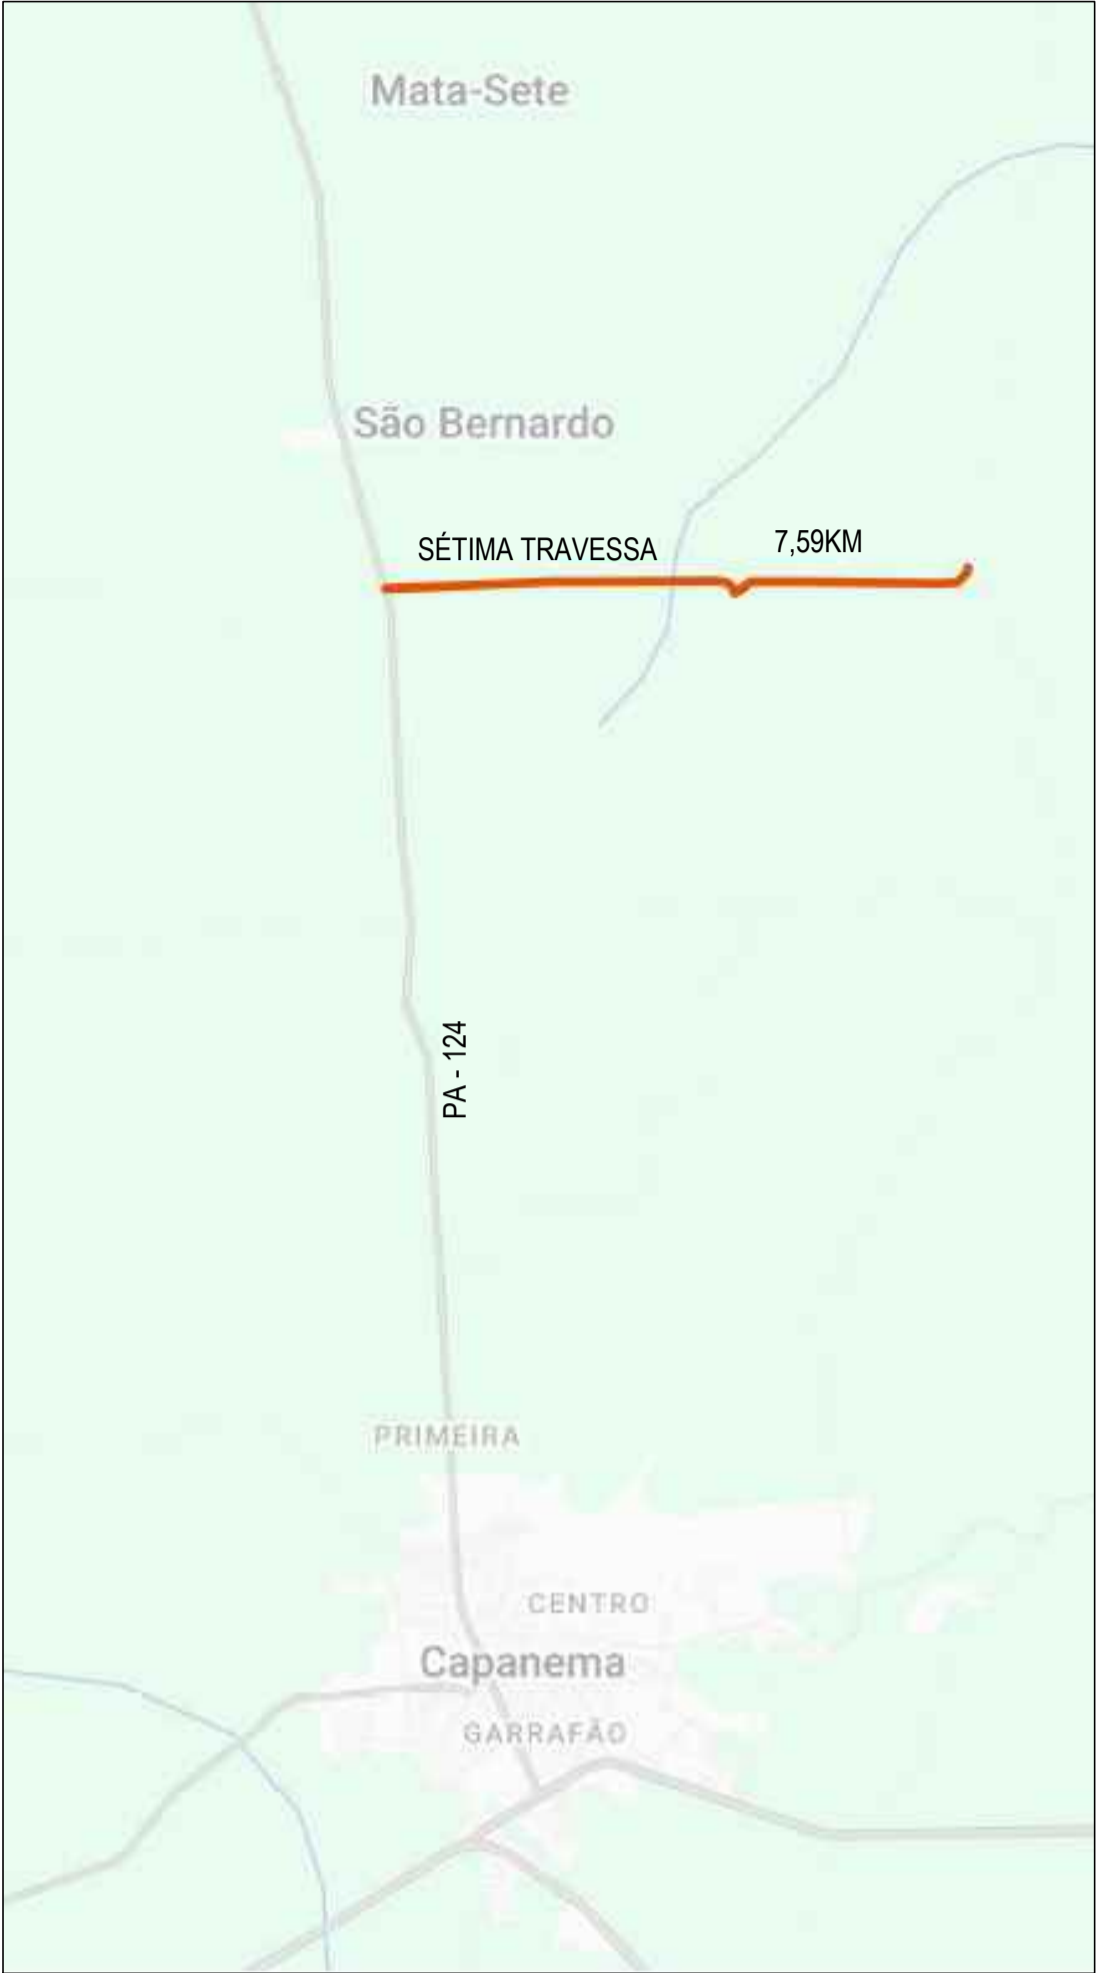 Mata-Sete
São Bernardo
SÉTIMA TRAVESSA
7,59KM
PA - 124
PRIMEIRA
CENTRO
Capanema
GARRAFÃO